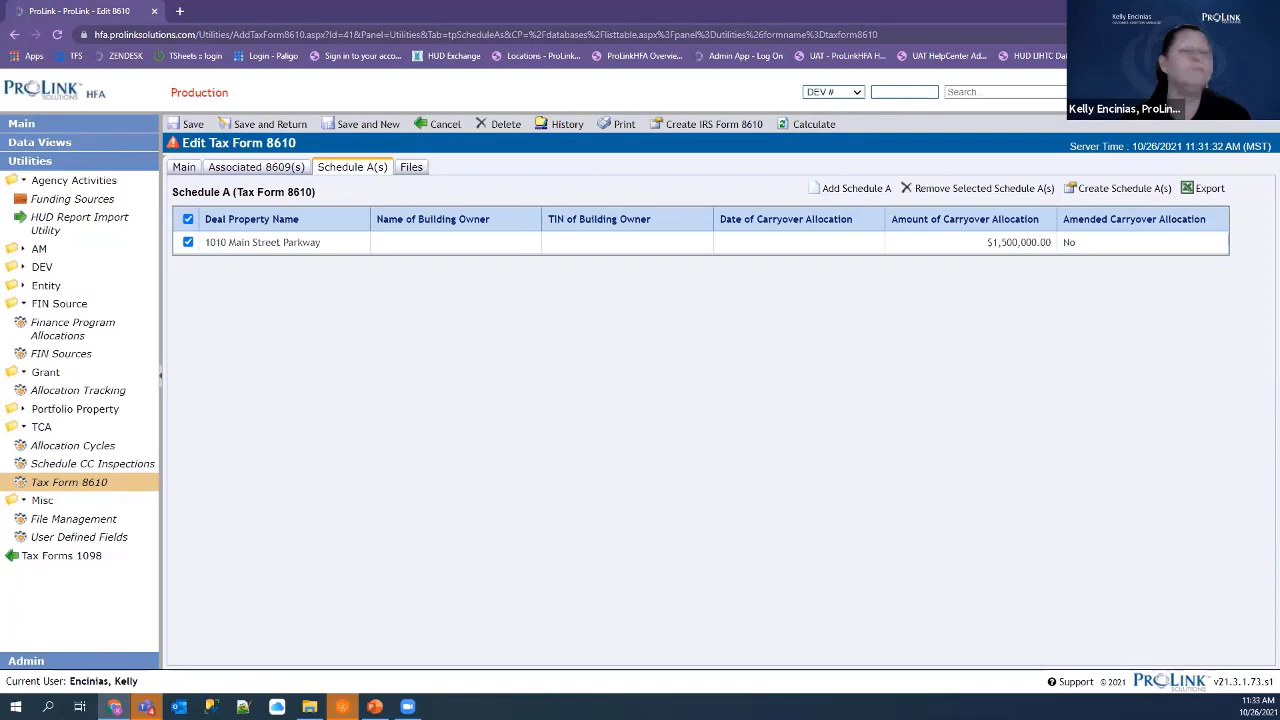 ProLink - ProLink - Edit 8610
hfa.prolinksolutions.com/Utilities/AddTaxForm8610.aspx?Id=41&Panel=Utilities&Tab=tpScheduleAs&CP=%2fdatabases%2flisttable.aspx%3fpanel%3dutilities%26formname%3dtaxform8610
Apps TFS ZENDESK TSheets :: Login Login - Paligo Sign in to your acco... HUD Exchange Locations - ProLink... ProLinkHFA Overvie... Admin App - Log On UAT - ProLinkHFA H... UAT HelpCenter Ad... HUD LIHTC Dat
Kelly Encinias
PROLINK SOLUTIONS
Kelly Encinias, ProLin...
PROLINK SOLUTIONS HFA
Production
DEV #
Search...
Main
Data Views
Utilities
Agency Activities
Funding Sources
HUD Report Import Utility
AM
DEV
Entity
FIN Source
Finance Program Allocations
FIN Sources
Grant
Allocation Tracking
Portfolio Property
TCA
Allocation Cycles
Schedule CC Inspections
Tax Form 8610
Misc
File Management
User Defined Fields
Tax Forms 1098
Admin
Save Save and Return Save and New Cancel Delete History Print Create IRS Form 8610 Calculate
Edit Tax Form 8610
Server Time : 10/26/2021 11:31:32 AM (MST)
Main Associated 8609(s) Schedule A(s) Files
Schedule A (Tax Form 8610)
Add Schedule A Remove Selected Schedule A(s) Create Schedule A(s) Export
Deal Property Name Name of Building Owner TIN of Building Owner Date of Carryover Allocation Amount of Carryover Allocation Amended Carryover Allocation
1010 Main Street Parkway $1,500,000.00 No
Current User: Encinias, Kelly
Support © 2021 PROLINK SOLUTIONS v21.3.1.73.s1
11:33 AM
10/26/2021